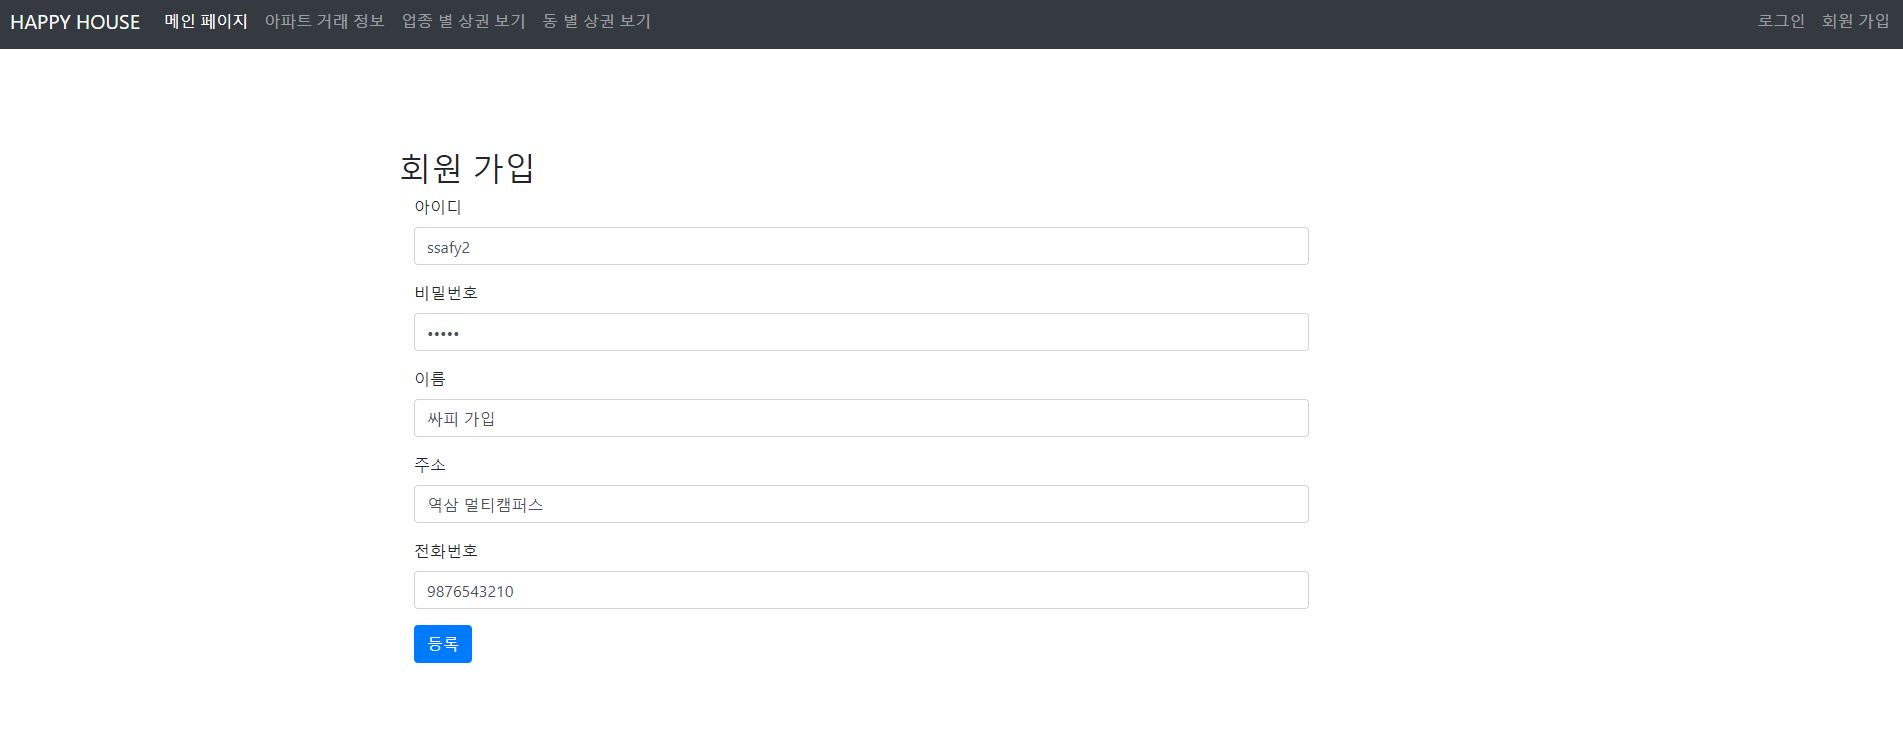 HAPPY HOUSE 메인 페이지 아파트 거래 정보 업종 별 상권 보기 동 별 상권 보기 로그인 회원 가입
회원 가입
아이디
ssafy2
비밀번호
•••••
이름
싸피 가입
주소
역삼 멀티캠퍼스
전화번호
9876543210
등록